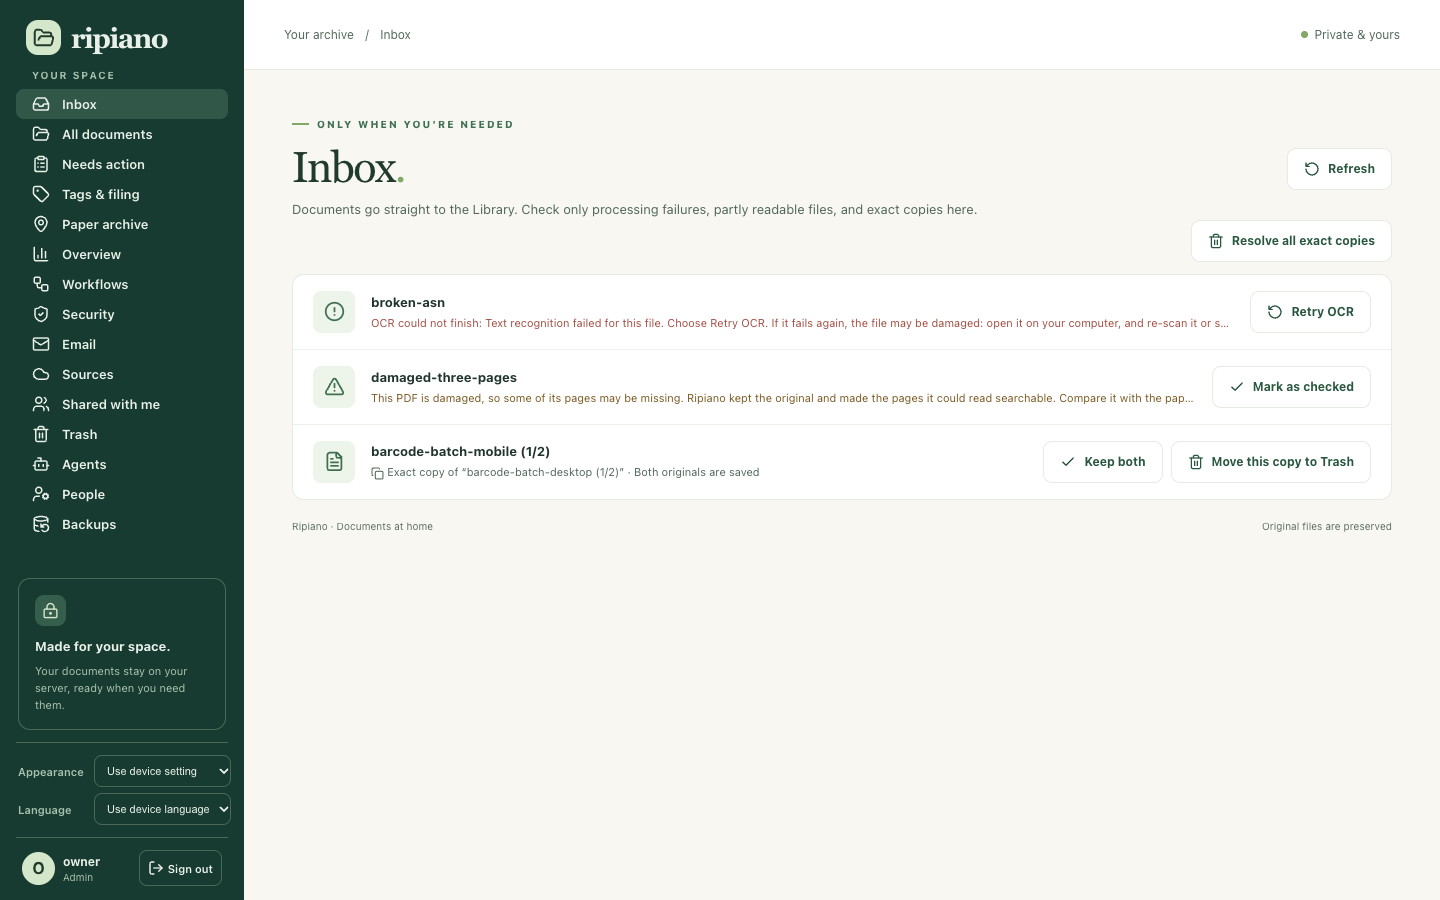 ripiano
YOUR SPACE
Inbox
All documents
Needs action
Tags & filing
Paper archive
Overview
Workflows
Security
Email
Sources
Shared with me
Trash
Agents
People
Backups
Made for your space.
Your documents stay on your
server, ready when you need
them.
Appearance Use device setting
Language Use device language
O owner
Admin
Sign out
Your archive / Inbox
Private & yours
ONLY WHEN YOU'RE NEEDED
Inbox.
Refresh
Documents go straight to the Library. Check only processing failures, partly readable files, and exact copies here.
Resolve all exact copies
broken-asn
OCR could not finish: Text recognition failed for this file. Choose Retry OCR. If it fails again, the file may be damaged: open it on your computer, and re-scan it or s...
Retry OCR
damaged-three-pages
This PDF is damaged, so some of its pages may be missing. Ripiano kept the original and made the pages it could read searchable. Compare it with the pap...
Mark as checked
barcode-batch-mobile (1/2)
Exact copy of “barcode-batch-desktop (1/2)” · Both originals are saved
Keep both
Move this copy to Trash
Ripiano · Documents at home
Original files are preserved